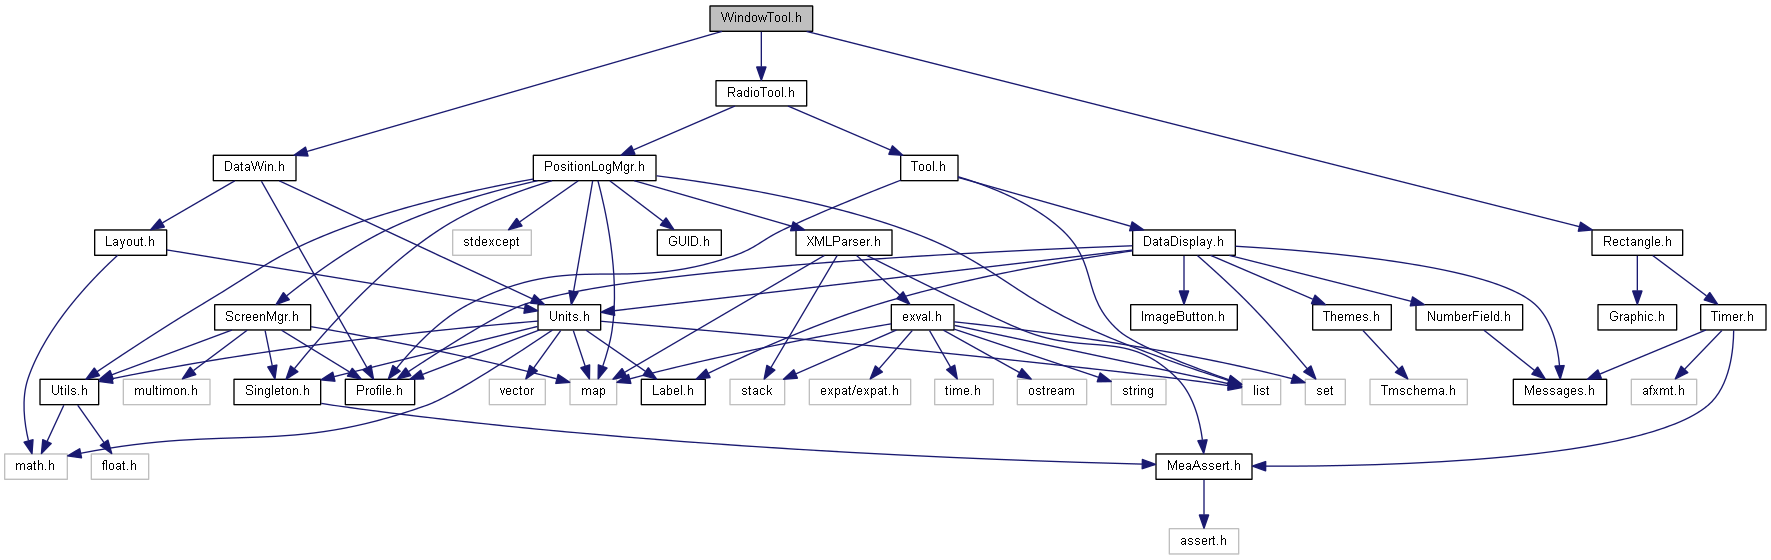 WindowTool.h
RadioTool.h
DataWin.h
PositionLogMgr.h
Tool.h
Layout.h
stdexcept
GUID.h
XMLParser.h
DataDisplay.h
Rectangle.h
ScreenMgr.h
Units.h
exval.h
ImageButton.h
Themes.h
NumberField.h
Graphic.h
Timer.h
Utils.h
multimon.h
Singleton.h
Profile.h
vector
map
Label.h
stack
expat/expat.h
time.h
ostream
string
list
set
Tmschema.h
Messages.h
afxmt.h
math.h
float.h
MeaAssert.h
assert.h